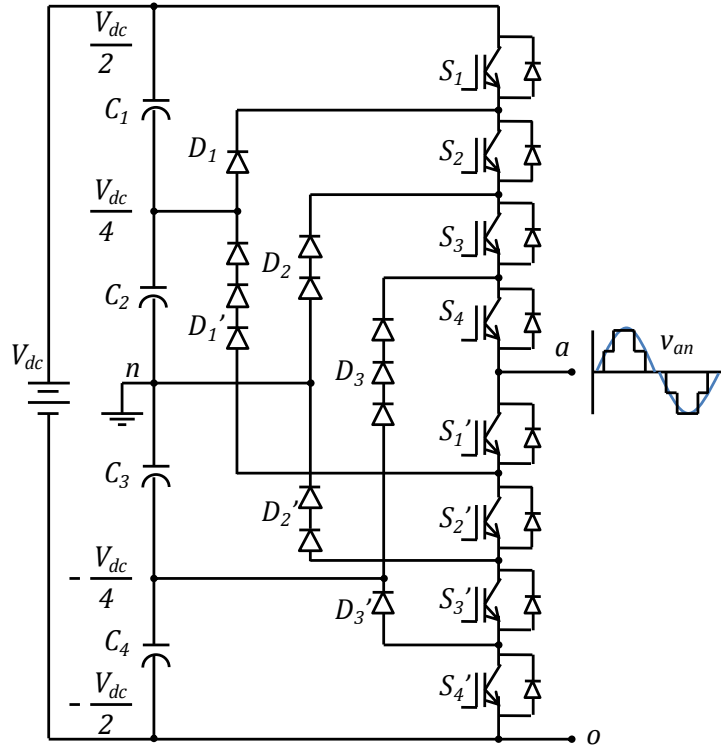 V_dc/2
S_1
C_1
D_1
S_2
V_dc/4
S_3
D_2
C_2
D_1'
S_4
V_dc
n
D_3
a
v_an
S_1'
C_3
D_2'
S_2'
- V_dc/4
D_3'
S_3'
C_4
S_4'
- V_dc/2
o